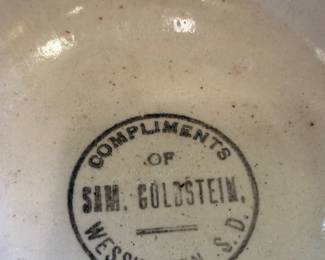 COMPLIMENTS
OF
SAM. GOLDSTEIN.
S.D.